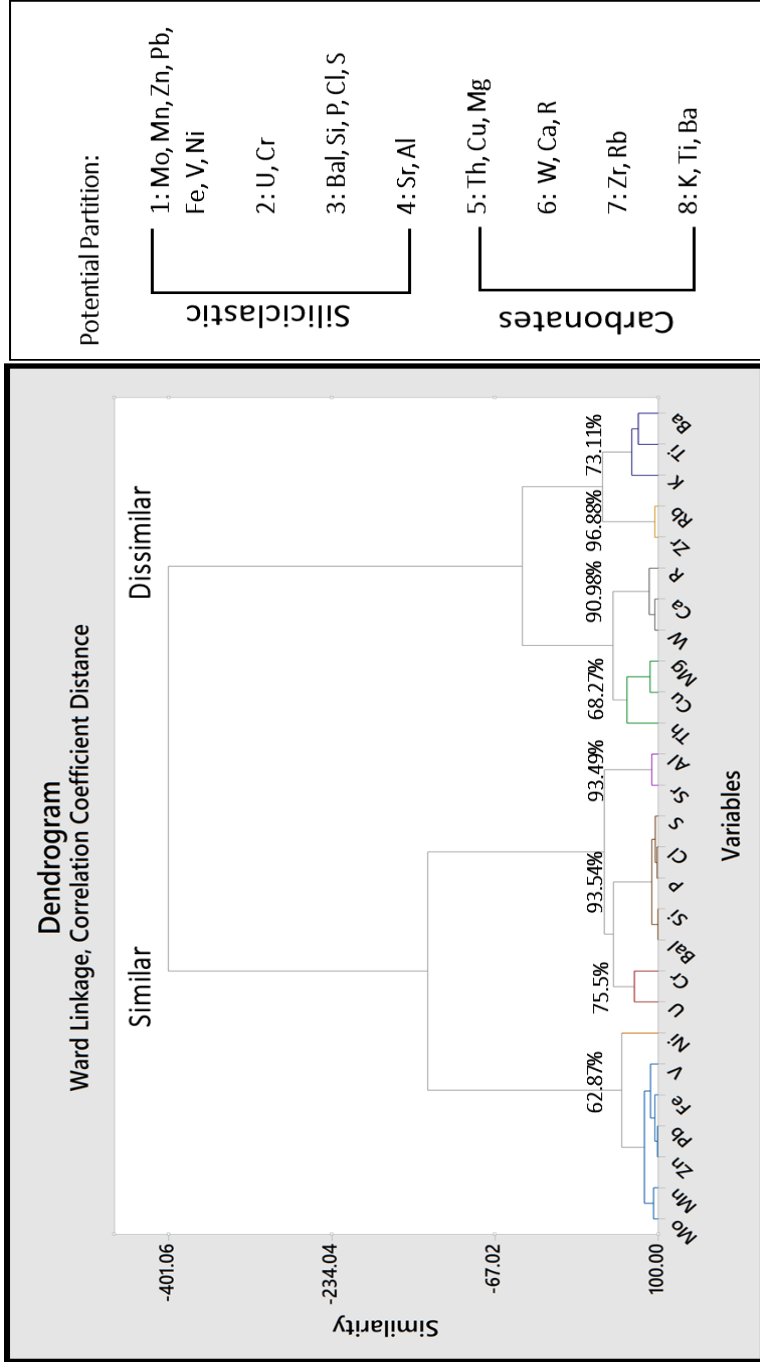 Dendrogram
Ward Linkage, Correlation Coefficient Distance
Similar
Dissimilar
Similarity
-401.06
-234.04
-67.02
100.00
62.87%
75.5%
93.54%
93.49%
68.27%
90.98%
96.88%
73.11%
Mo
Mn
Zn
Pb
Fe
V
Ni
U
Cr
Bal
Si
P
Cl
S
Sr
Al
Th
Cu
Mg
W
Ca
R
Zr
Rb
K
Ti
Ba
Variables
Potential Partition:
Siliciclastic
1: Mo, Mn, Zn, Pb,
Fe, V, Ni
2: U, Cr
3: Bal, Si, P, Cl, S
4: Sr, Al
Carbonates
5: Th, Cu, Mg
6: W, Ca, R
7: Zr, Rb
8: K, Ti, Ba